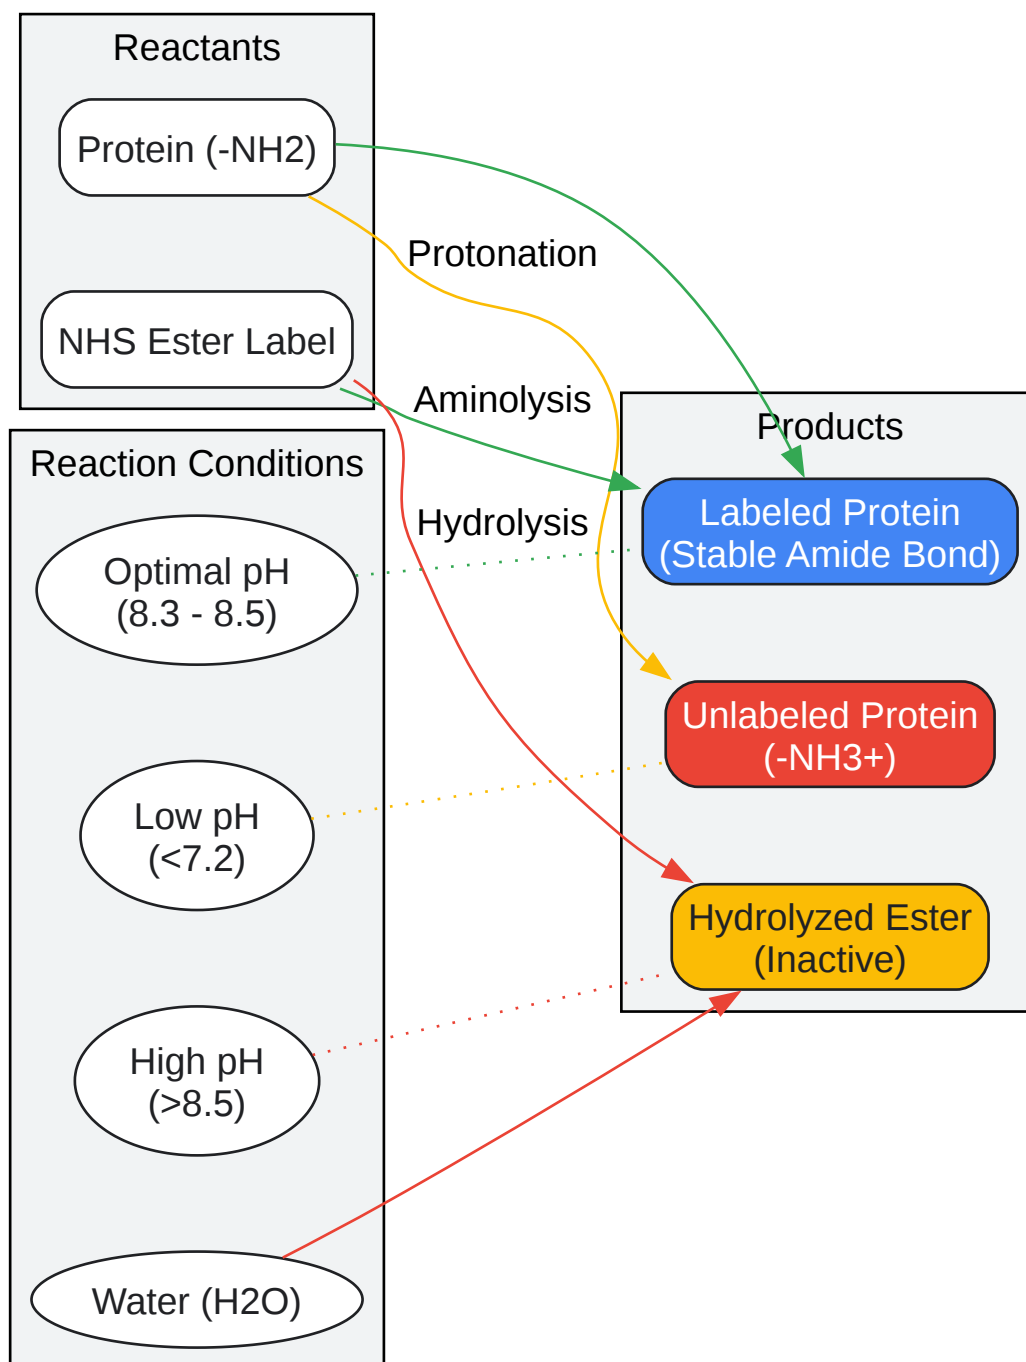 Reactants
Protein (-NH2)
NHS Ester Label
Protonation
Aminolysis
Hydrolysis
Reaction Conditions
Optimal pH
(8.3 - 8.5)
Low pH
(<7.2)
High pH
(>8.5)
Water (H2O)
Products
Labeled Protein
(Stable Amide Bond)
Unlabeled Protein
(-NH3+)
Hydrolyzed Ester
(Inactive)